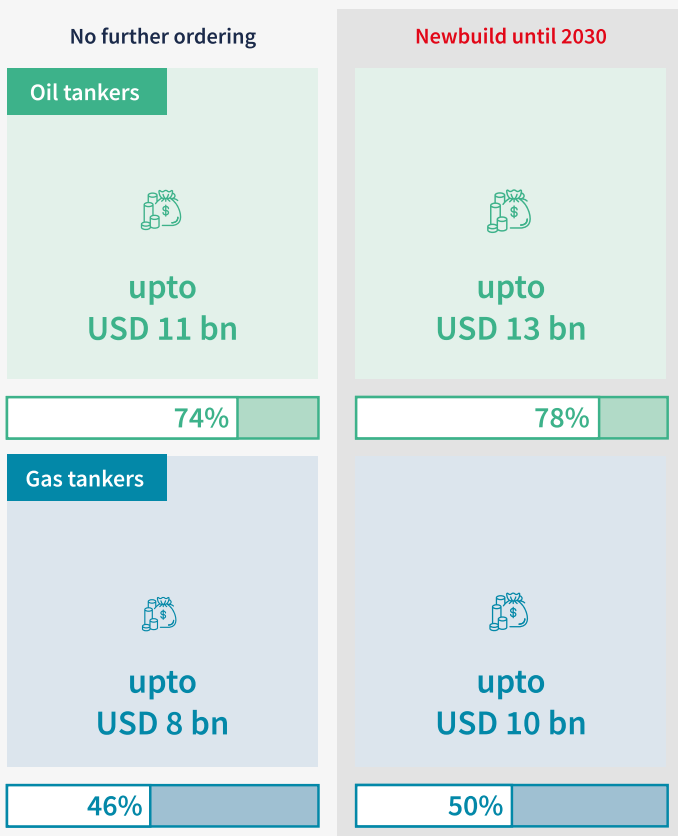 No further ordering
Newbuild until 2030
Oil tankers
$
upto
USD 11 bn
$
upto
USD 13 bn
74%
78%
Gas tankers
$
upto
USD 8 bn
$
upto
USD 10 bn
46%
50%